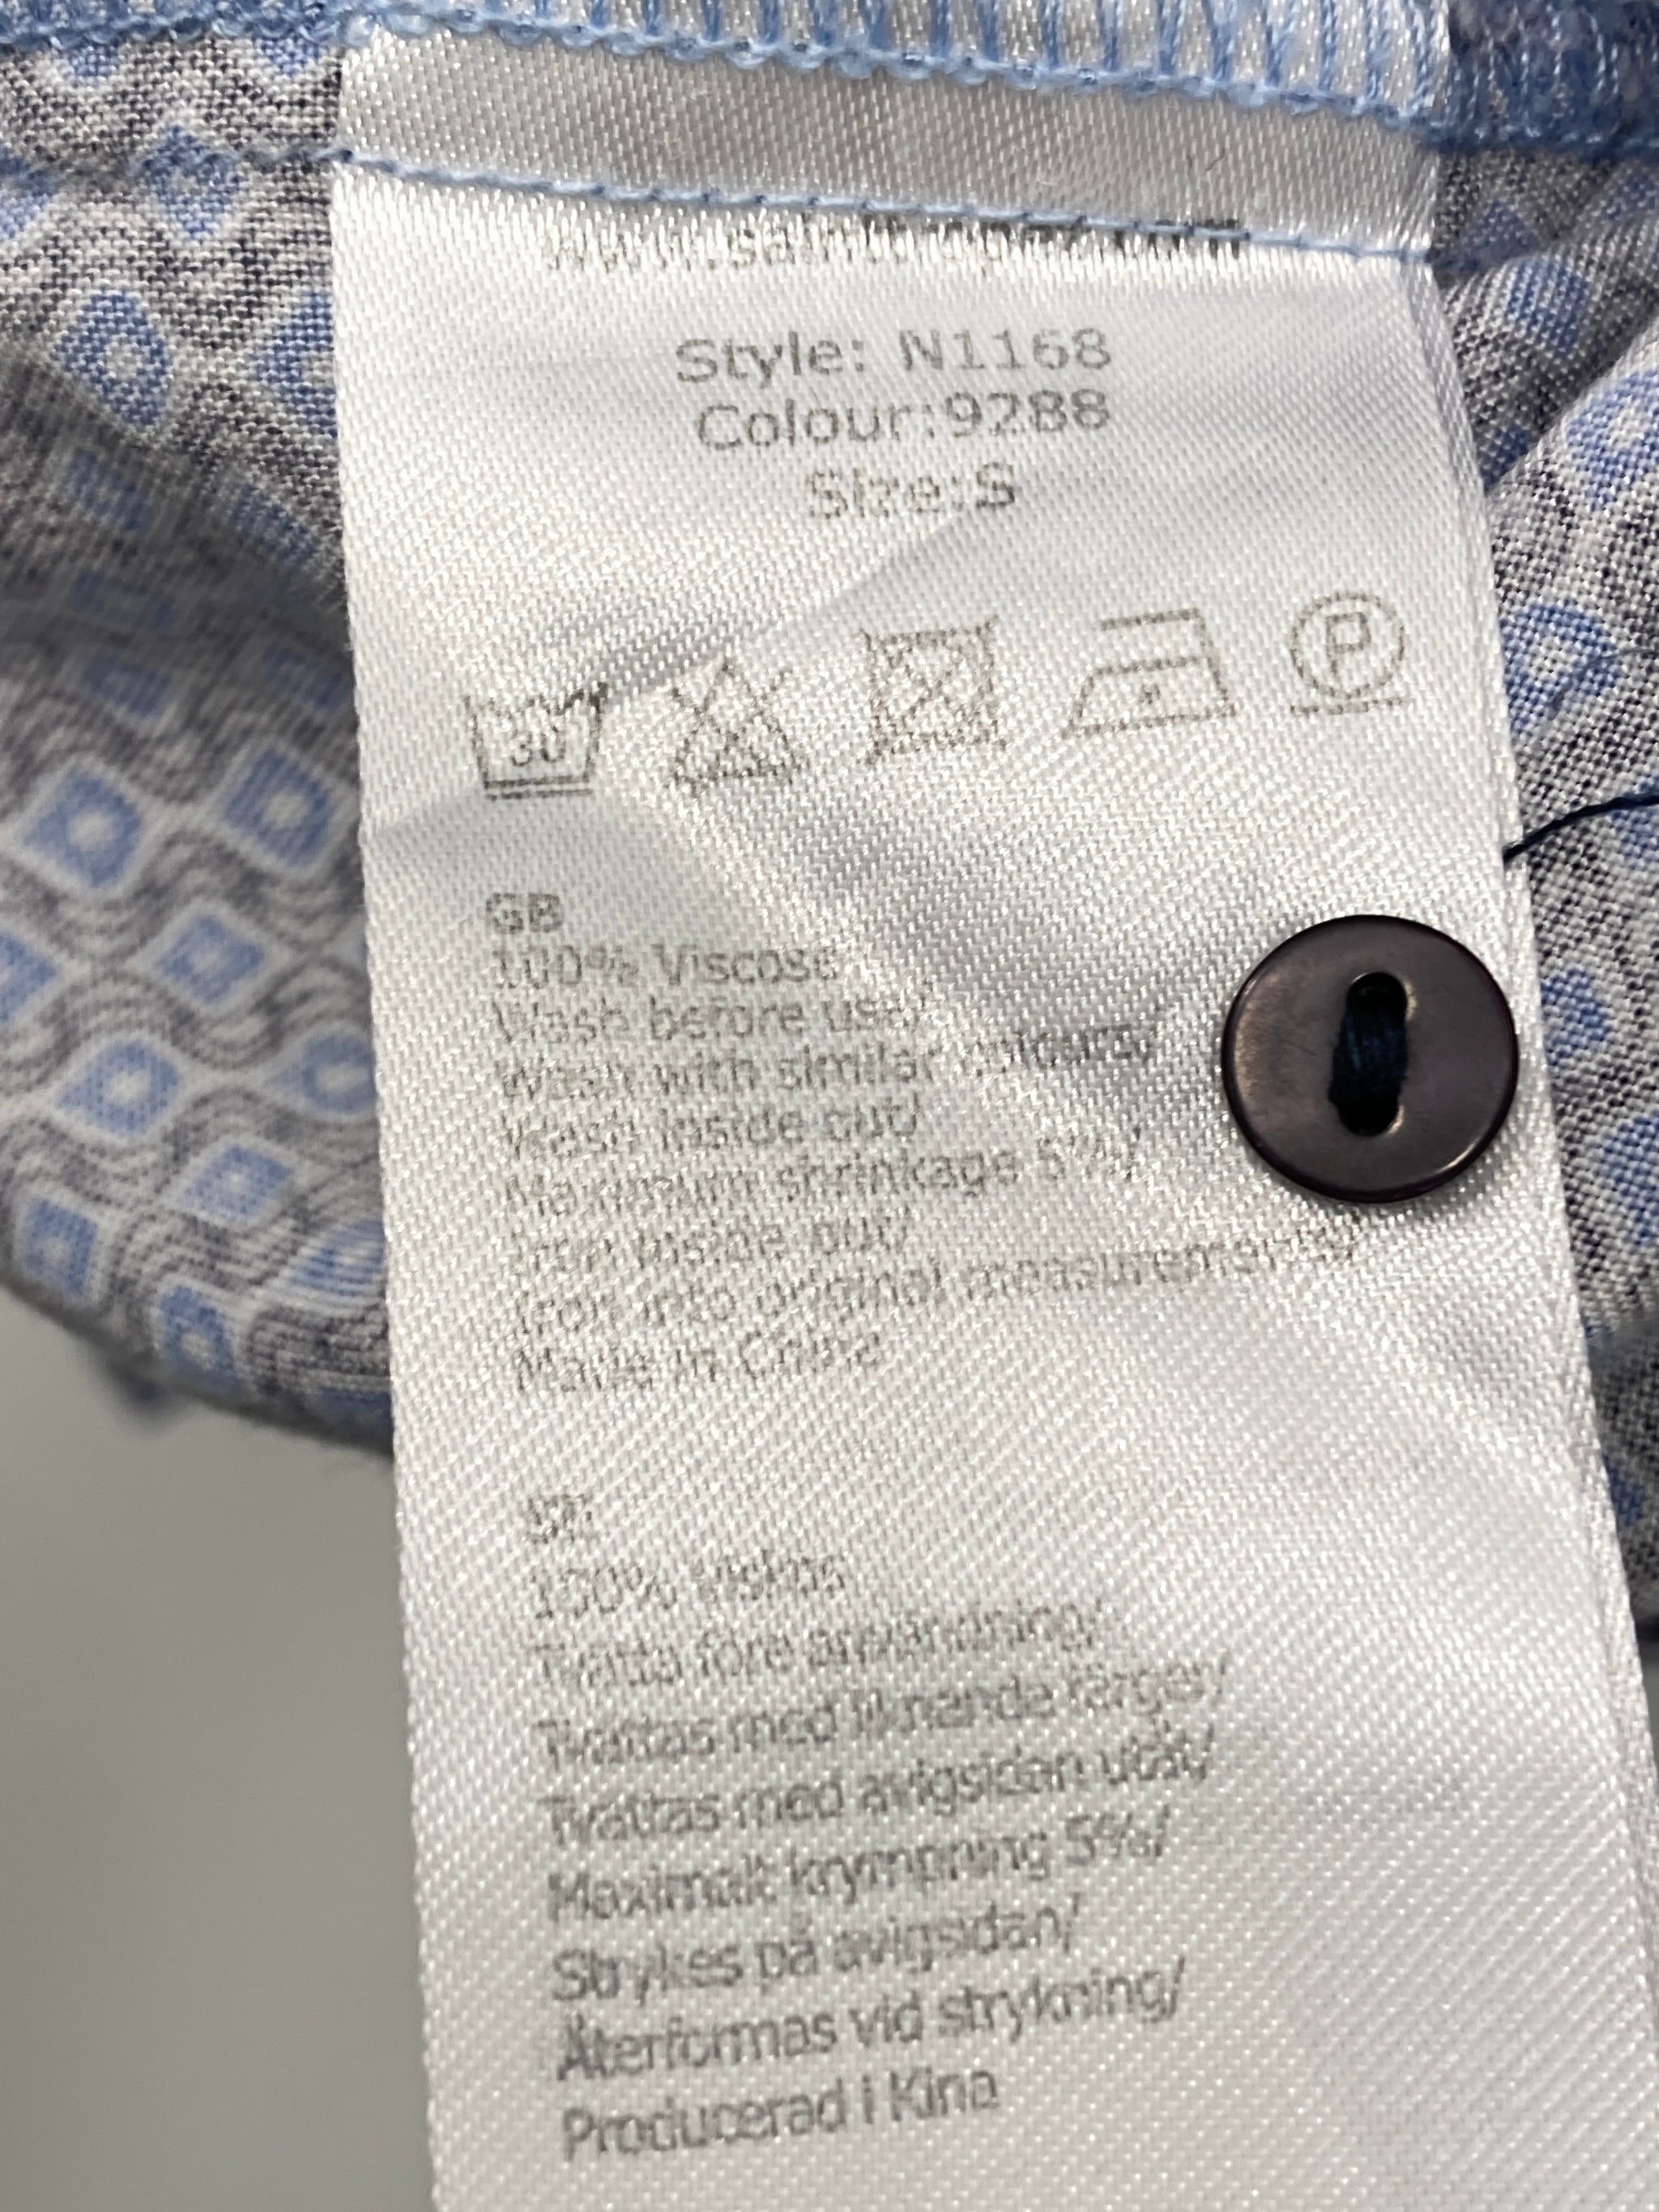 Style: N1168
Colour:9288
Size:S
30
P
GB
100% Viscose
Wash before use/
Wash with similar colours/
Wash inside out/
Maximum shrinkage 5%/
Iron inside out/
Iron into original measurements/
Made in China
SE
100% Viskos
Tvätta före användning/
Tvättas med liknande färger/
Tvättas med avigsidan utåt/
Maximalt krympning 5%/
Strykes på avigsidan/
Återformas vid strykning/
Producerad i Kina